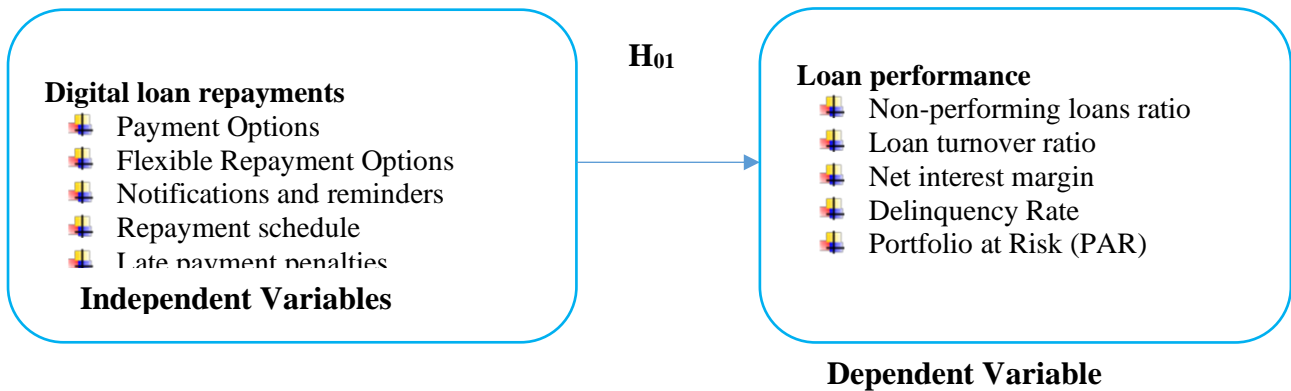 Digital loan repayments
Payment Options
Flexible Repayment Options
Notifications and reminders
Repayment schedule
Late payment penalties
Independent Variables
H01
Loan performance
Non-performing loans ratio
Loan turnover ratio
Net interest margin
Delinquency Rate
Portfolio at Risk (PAR)
Dependent Variable